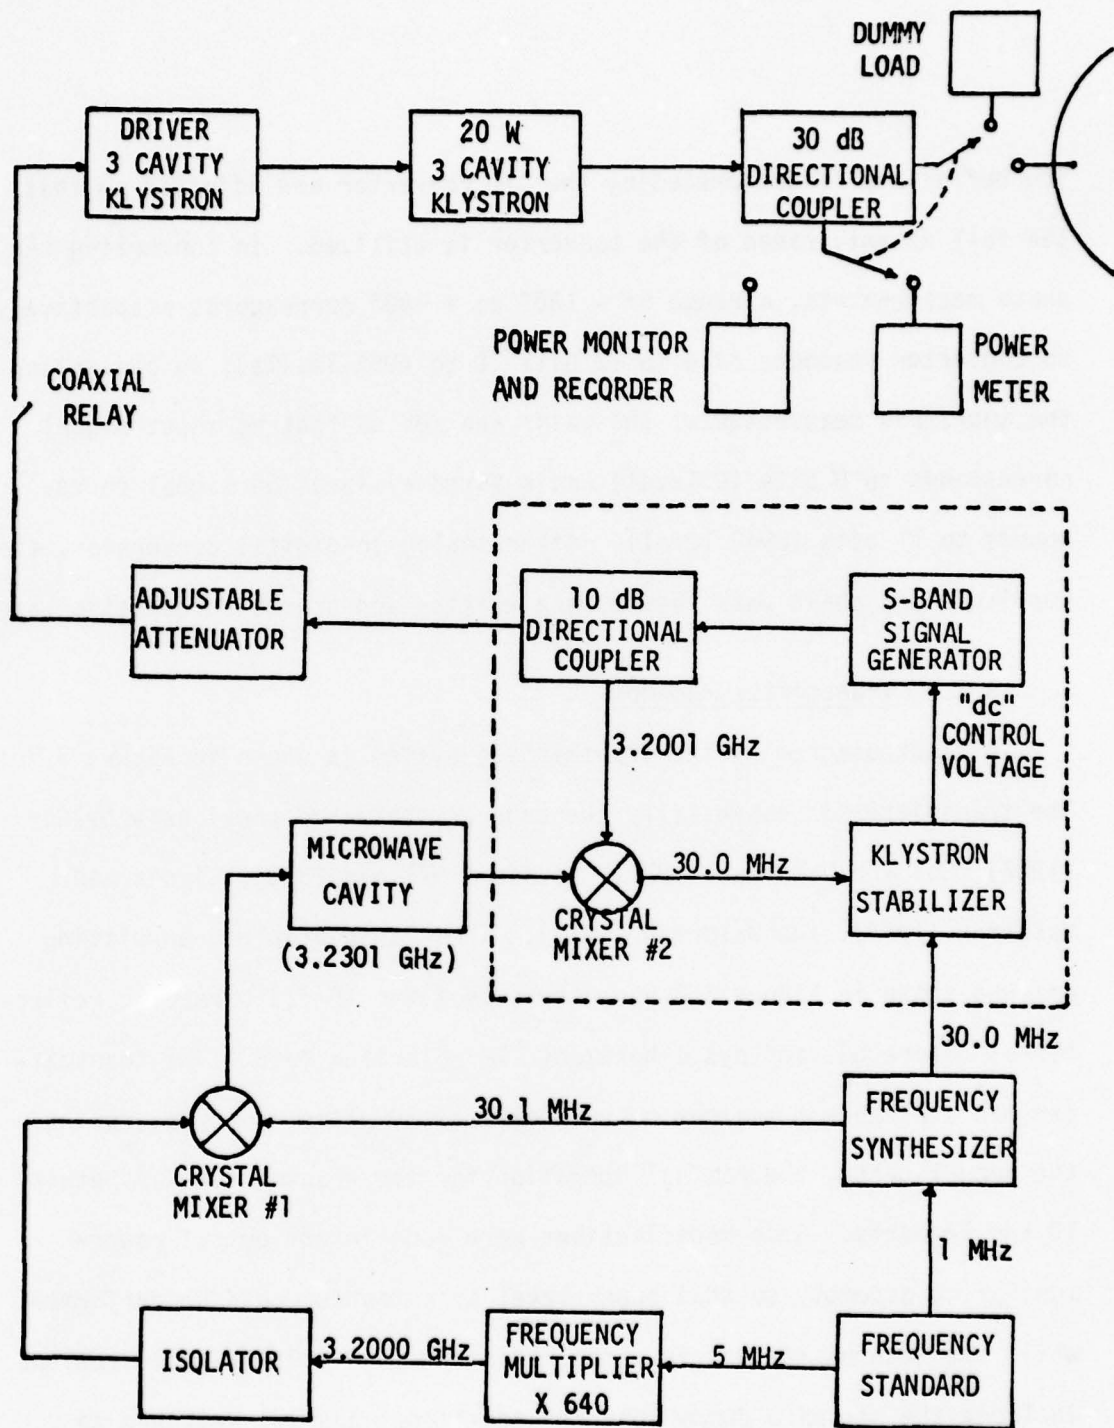 DUMMY
LOAD
DRIVER
3 CAVITY
KLYSTRON
20 W
3 CAVITY
KLYSTRON
30 dB
DIRECTIONAL
COUPLER
POWER MONITOR
AND RECORDER
POWER
METER
COAXIAL
RELAY
ADJUSTABLE
ATTENUATOR
10 dB
DIRECTIONAL
COUPLER
S-BAND
SIGNAL
GENERATOR
"dc"
CONTROL
VOLTAGE
3.2001 GHz
MICROWAVE
CAVITY
(3.2301 GHz)
CRYSTAL
MIXER #2
30.0 MHz
KLYSTRON
STABILIZER
30.0 MHz
CRYSTAL
MIXER #1
30.1 MHz
FREQUENCY
SYNTHESIZER
1 MHz
ISOLATOR
3.2000 GHz
FREQUENCY
MULTIPLIER
X 640
5 MHz
FREQUENCY
STANDARD